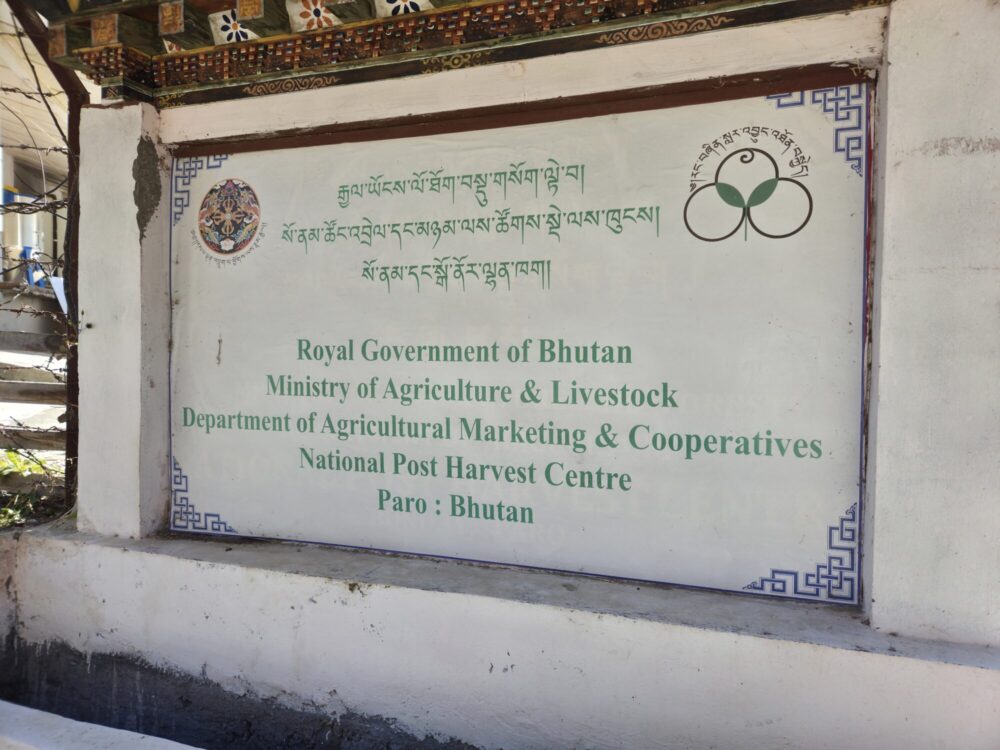 རྒྱལ་ཡོངས་ལོ་ཐོག་བསྡུ་གསོག་ལྟེ་བ།
སོ་ནམ་ཚོང་འབྲེལ་དང་མཉམ་ལས་ཚོགས་སྡེ་ལས་ཁུངས།
སོ་ནམ་དང་སྒོ་ནོར་ལྷན་ཁག།
Royal Government of Bhutan
Ministry of Agriculture & Livestock
Department of Agricultural Marketing & Cooperatives
National Post Harvest Centre
Paro : Bhutan